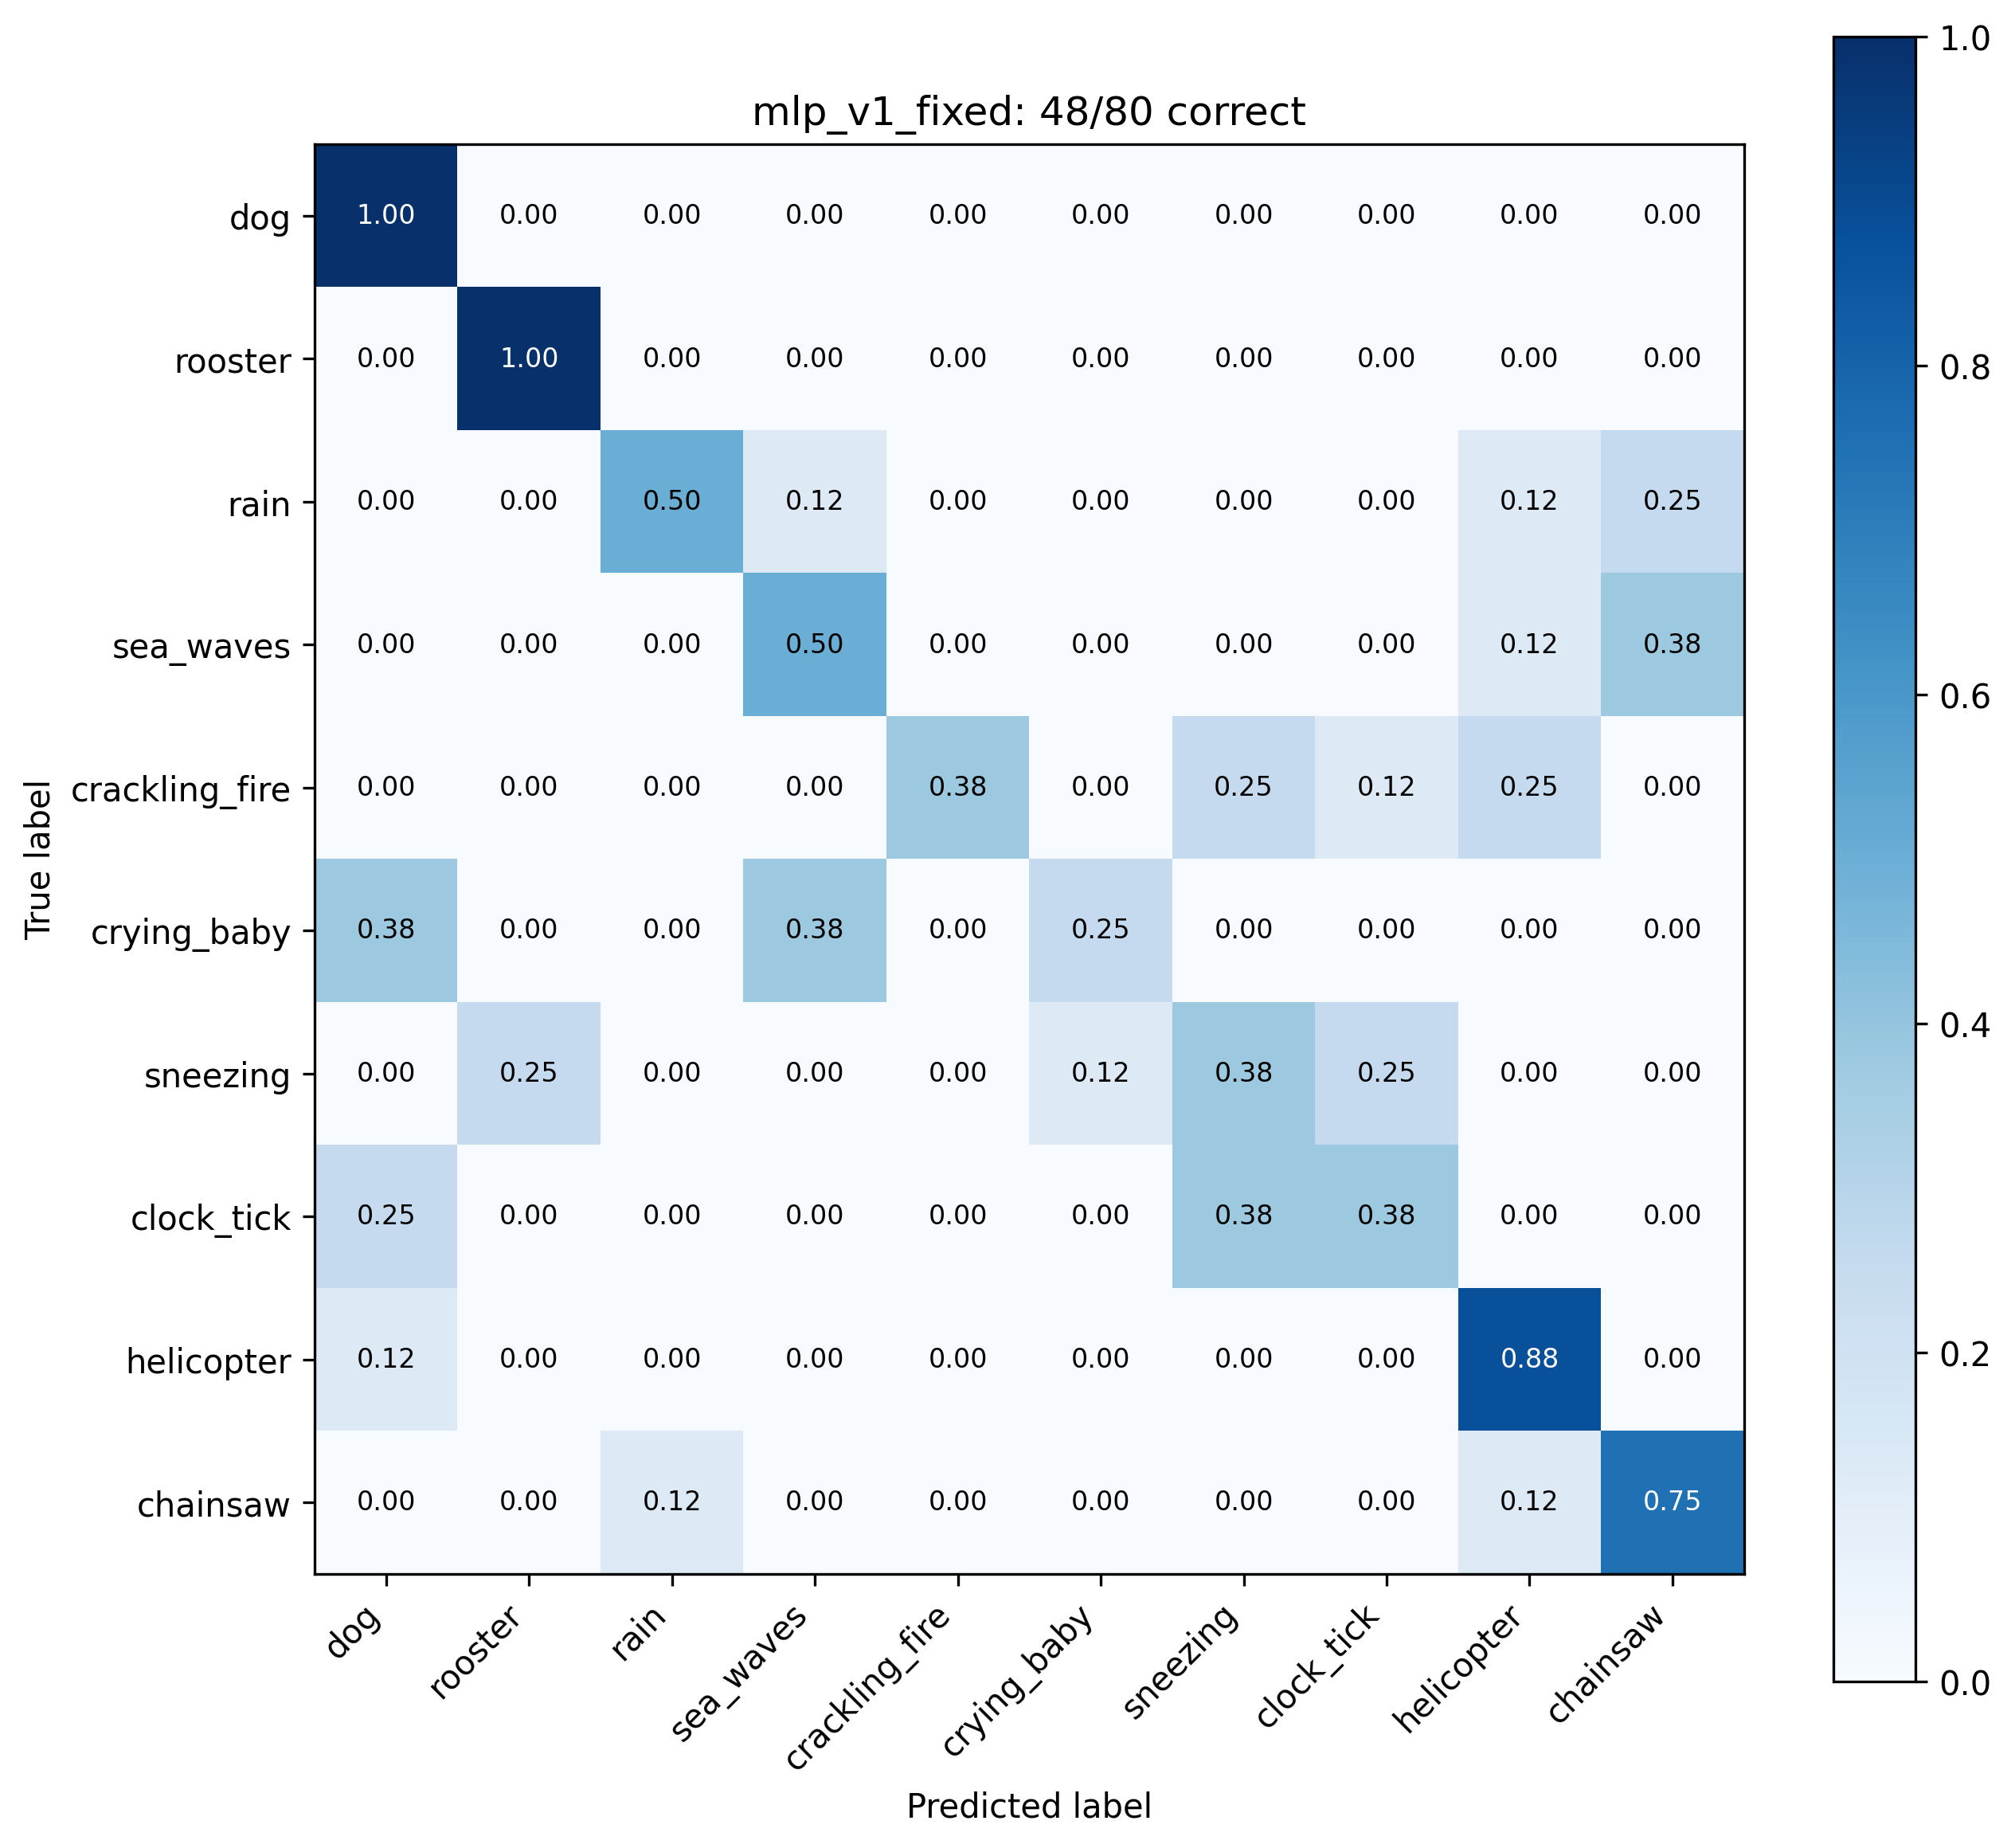 mlp_v1_fixed: 48/80 correct
dog 1.00 0.00 0.00 0.00 0.00 0.00 0.00 0.00 0.00 0.00
rooster 0.00 1.00 0.00 0.00 0.00 0.00 0.00 0.00 0.00 0.00
rain 0.00 0.00 0.50 0.12 0.00 0.00 0.00 0.00 0.12 0.25
sea_waves 0.00 0.00 0.00 0.50 0.00 0.00 0.00 0.00 0.12 0.38
crackling_fire 0.00 0.00 0.00 0.00 0.38 0.00 0.25 0.12 0.25 0.00
crying_baby 0.38 0.00 0.00 0.38 0.00 0.25 0.00 0.00 0.00 0.00
sneezing 0.00 0.25 0.00 0.00 0.00 0.12 0.38 0.25 0.00 0.00
clock_tick 0.25 0.00 0.00 0.00 0.00 0.00 0.38 0.38 0.00 0.00
helicopter 0.12 0.00 0.00 0.00 0.00 0.00 0.00 0.00 0.88 0.00
chainsaw 0.00 0.00 0.12 0.00 0.00 0.00 0.00 0.00 0.12 0.75
True label
dog rooster rain sea_waves crackling_fire crying_baby sneezing clock_tick helicopter chainsaw
Predicted label
1.0
0.8
0.6
0.4
0.2
0.0